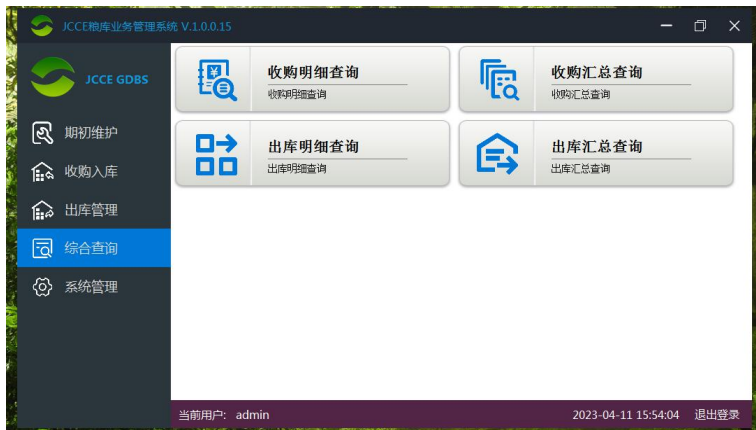 JCCE粮库业务管理系统 V.1.0.0.15
JCCE GDBS
期初维护
收购入库
出库管理
综合查询
系统管理
收购明细查询
收购明细查询
收购汇总查询
收购汇总查询
出库明细查询
出库明细查询
出库汇总查询
出库汇总查询
当前用户: admin
2023-04-11 15:54:04 退出登录